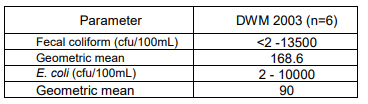 Parameter DWM 2003 (n=6)
Fecal coliform (cfu/100mL) <2 -13500
Geometric mean 168.6
E. coli (cfu/100mL) 2 - 10000
Geometric mean 90